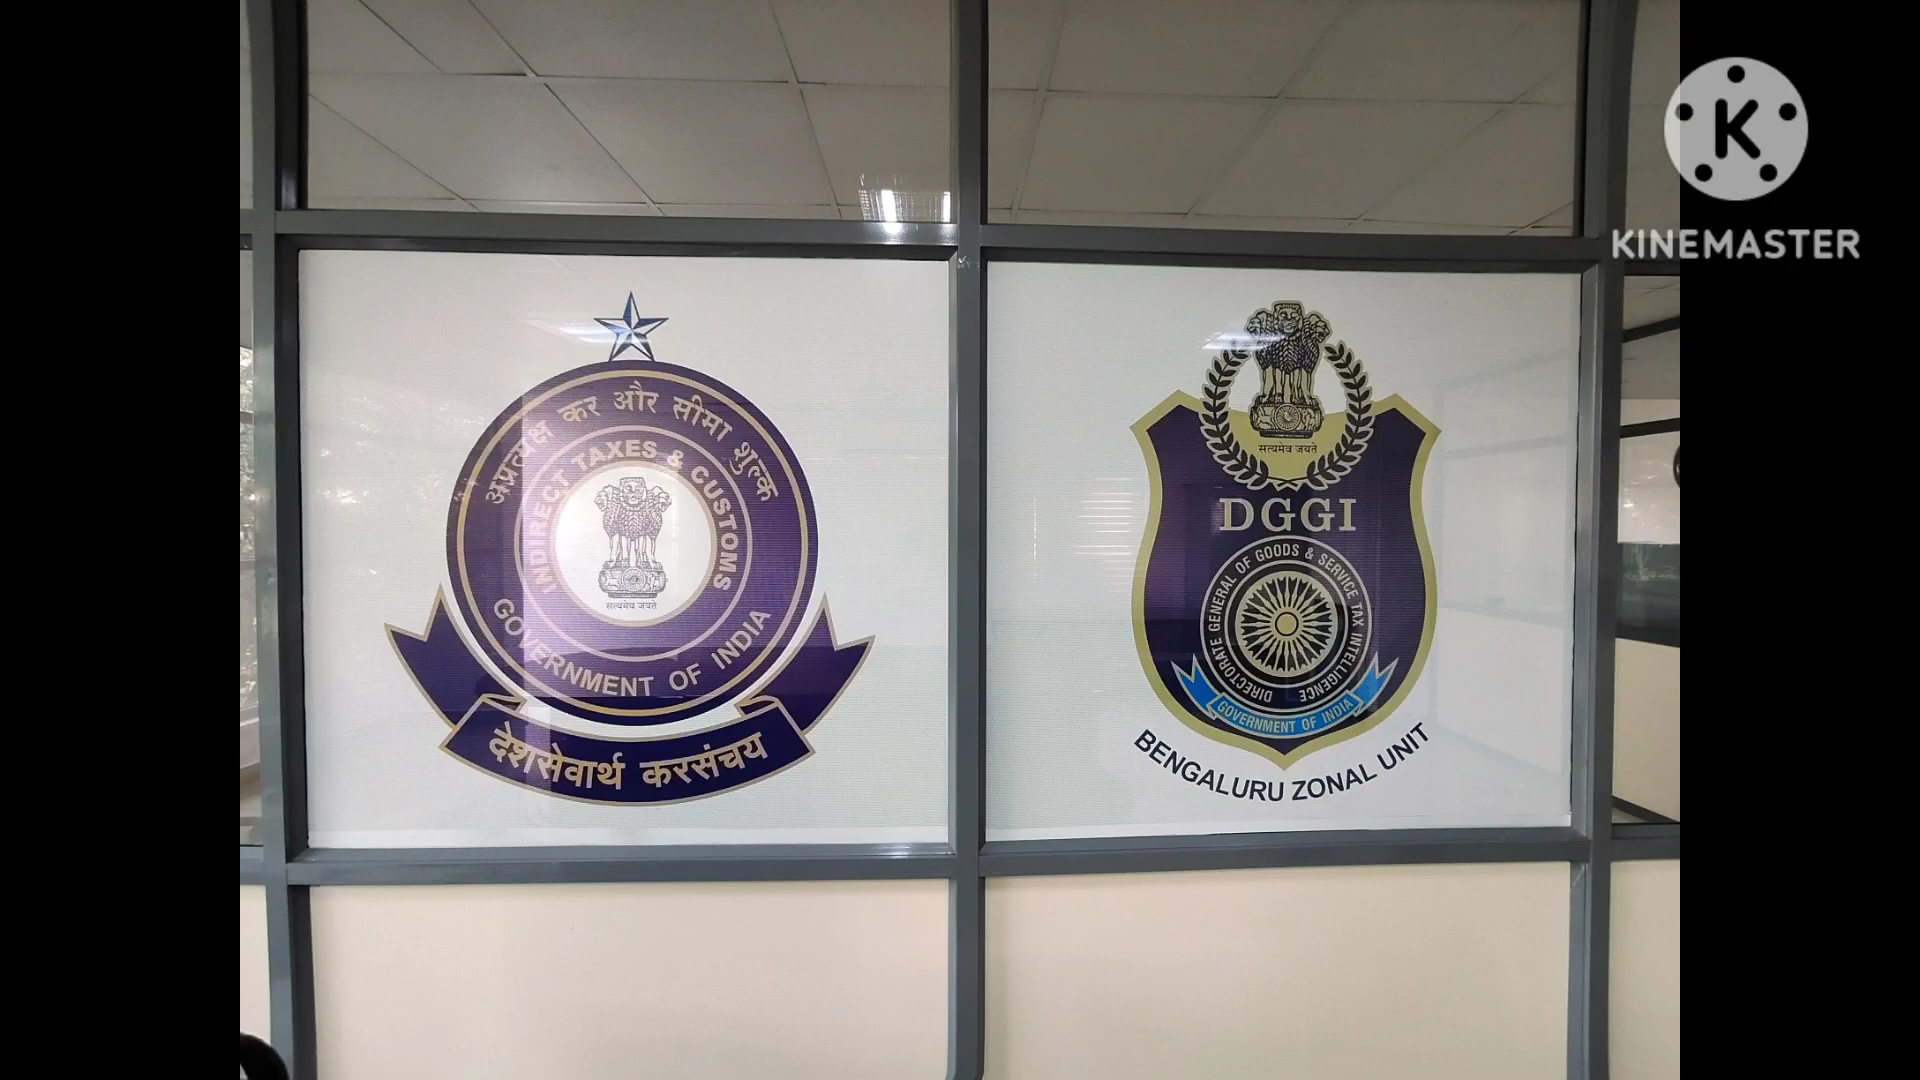 अप्रत्यक्ष कर और सीमा शुल्क
INDIRECT TAXES & CUSTOMS
सत्यमेव जयते
GOVERNMENT OF INDIA
देशसेवार्थ करसंचय
सत्यमेव जयते
DGGI
DIRECTORATE GENERAL OF GOODS & SERVICE TAX INTELLIGENCE
GOVERNMENT OF INDIA
BENGALURU ZONAL UNIT
K
KINEMASTER